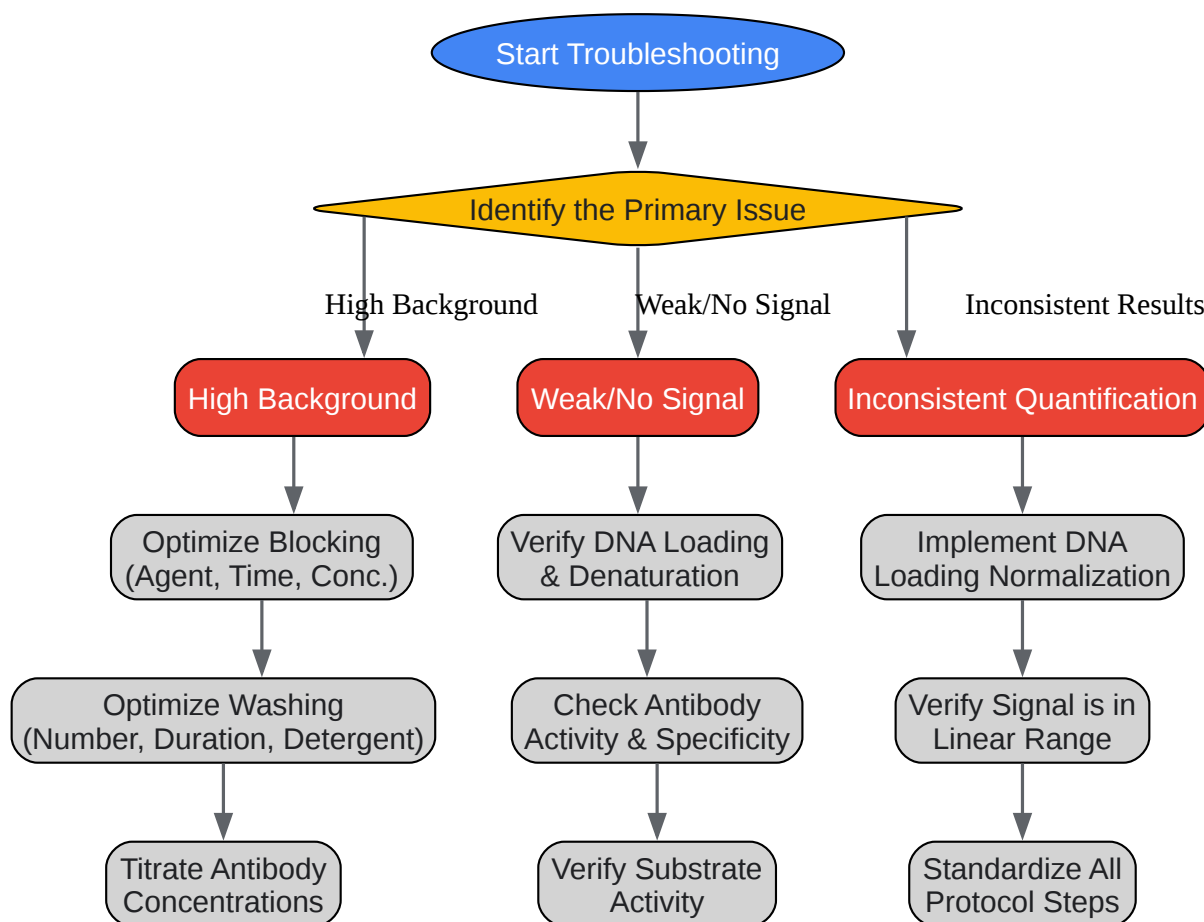 Start Troubleshooting
Identify the Primary Issue
High Background
Weak/No Signal
Inconsistent Results
High Background
Weak/No Signal
Inconsistent Quantification
Optimize Blocking
(Agent, Time, Conc.)
Verify DNA Loading
& Denaturation
Implement DNA
Loading Normalization
Optimize Washing
(Number, Duration, Detergent)
Check Antibody
Activity & Specificity
Verify Signal is in
Linear Range
Titrate Antibody
Concentrations
Verify Substrate
Activity
Standardize All
Protocol Steps